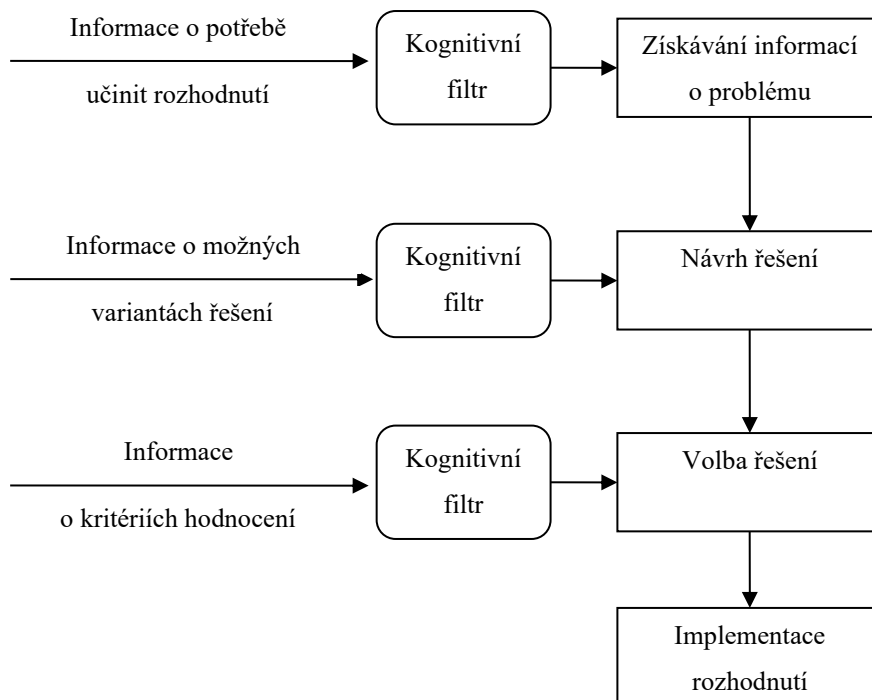 Informace o potřebě
učinit rozhodnutí
Kognitivní
filtr
Získávání informací
o problému
Informace o možných
variantách řešení
Kognitivní
filtr
Návrh řešení
Informace
o kritériích hodnocení
Kognitivní
filtr
Volba řešení
Implementace
rozhodnutí